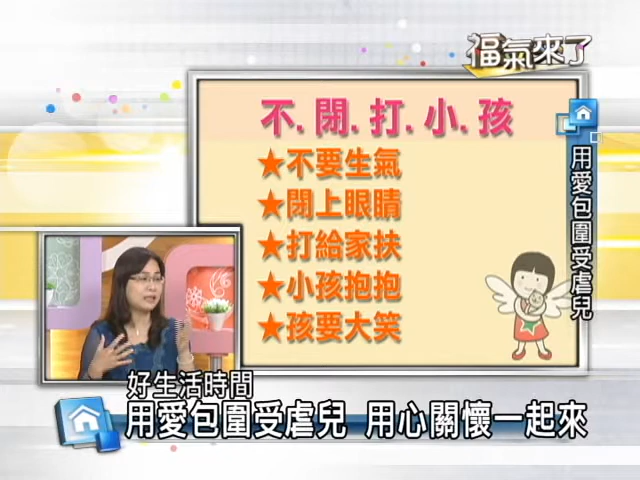 福氣來了
不.閉.打.小.孩
★不要生氣
★閉上眼睛
★打給家扶
★小孩抱抱
★孩要大笑
用愛包圍受虐兒
好生活時間
用愛包圍受虐兒 用心關懷一起來